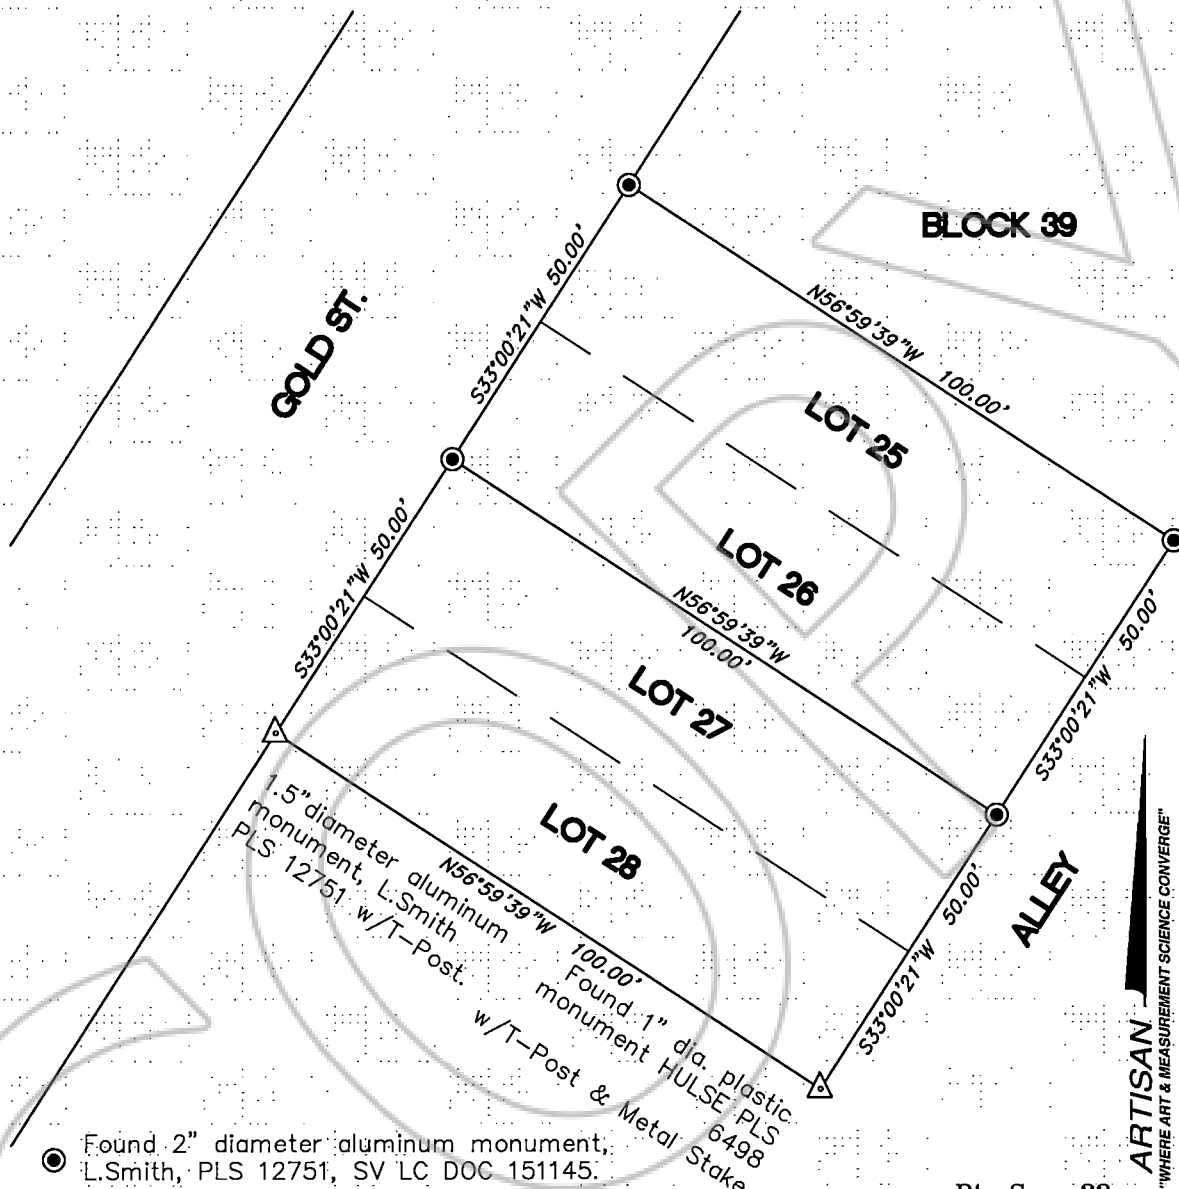 BLOCK 39
GOLD ST.
S33°00'21"W 50.00'
N56°59'39"W 100.00'
LOT 25
LOT 26
S33°00'21"W 50.00'
S33°00'21"W 50.00'
N56°59'39"W
100.00'
LOT 27
LOT 28
S33°00'21"W 50.00'
ALLEY
N56°59'39"W 100.00'
1.5"diameter aluminum
monument, L.Smith
PLS 12751 w/T-Post.
Found 1" dia. plastic
monument HULSE PLS
6498
w/T-Post & Metal Stake
Found 2" diameter aluminum monument,
L.Smith, PLS 12751, SV LC DOC 151145.
ARTISAN
"WHERE ART & MEASUREMENT SCIENCE CONVERGE"